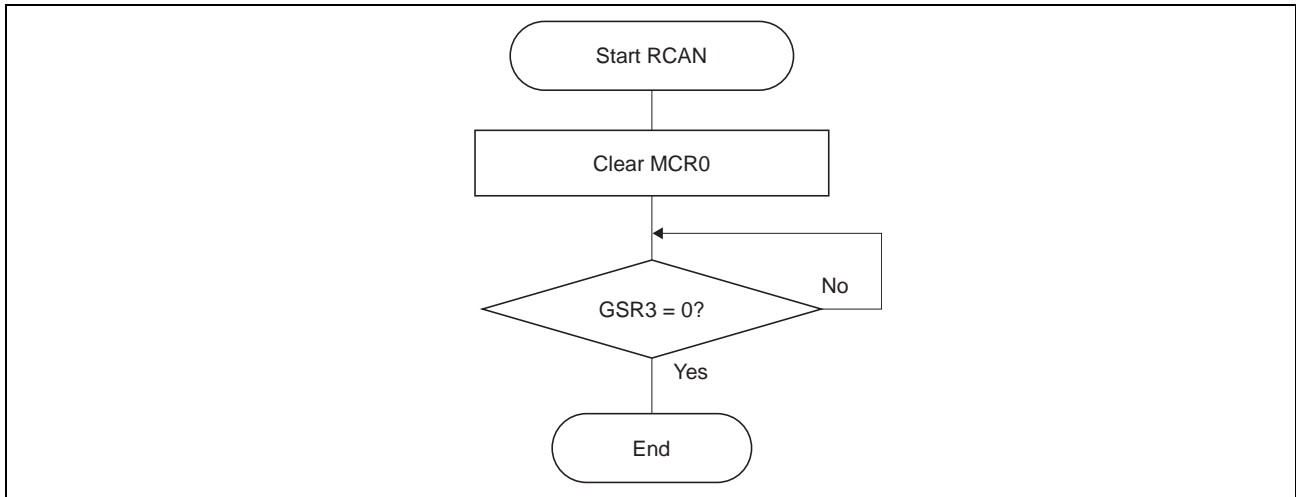 Start RCAN
Clear MCR0
No
GSR3 = 0?
Yes
End